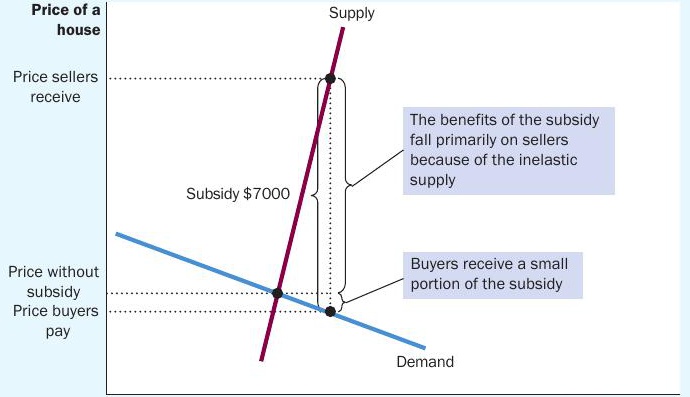 Price of a
house
Supply
Price sellers
receive
The benefits of the subsidy
fall primarily on sellers
because of the inelastic
supply
Subsidy $7000
Price without
subsidy
Buyers receive a small
portion of the subsidy
Price buyers
pay
Demand